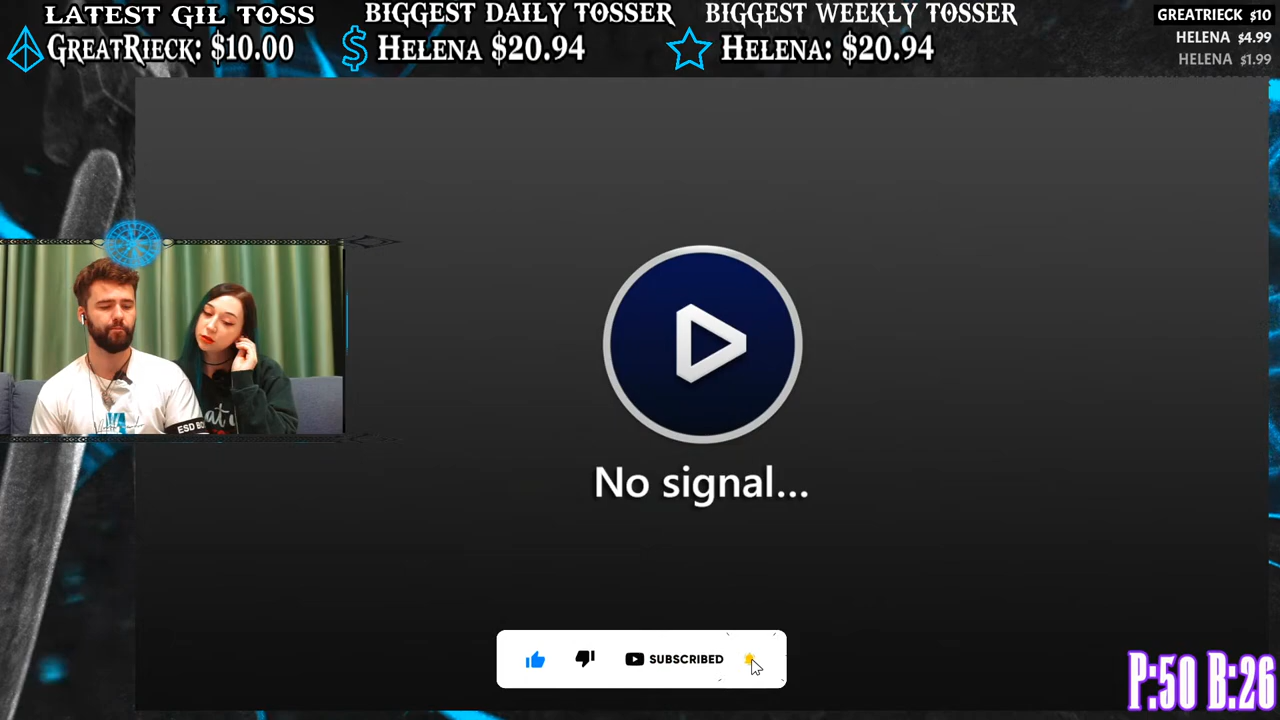 LATEST GIL TOSS
GREATRIECK: $10.00
BIGGEST DAILY TOSSER
HELENA $20.94
BIGGEST WEEKLY TOSSER
HELENA: $20.94
GREATRIECK $10
HELENA $4.99
HELENA $1.99
ESD
No signal...
SUBSCRIBED
P:50 B:26